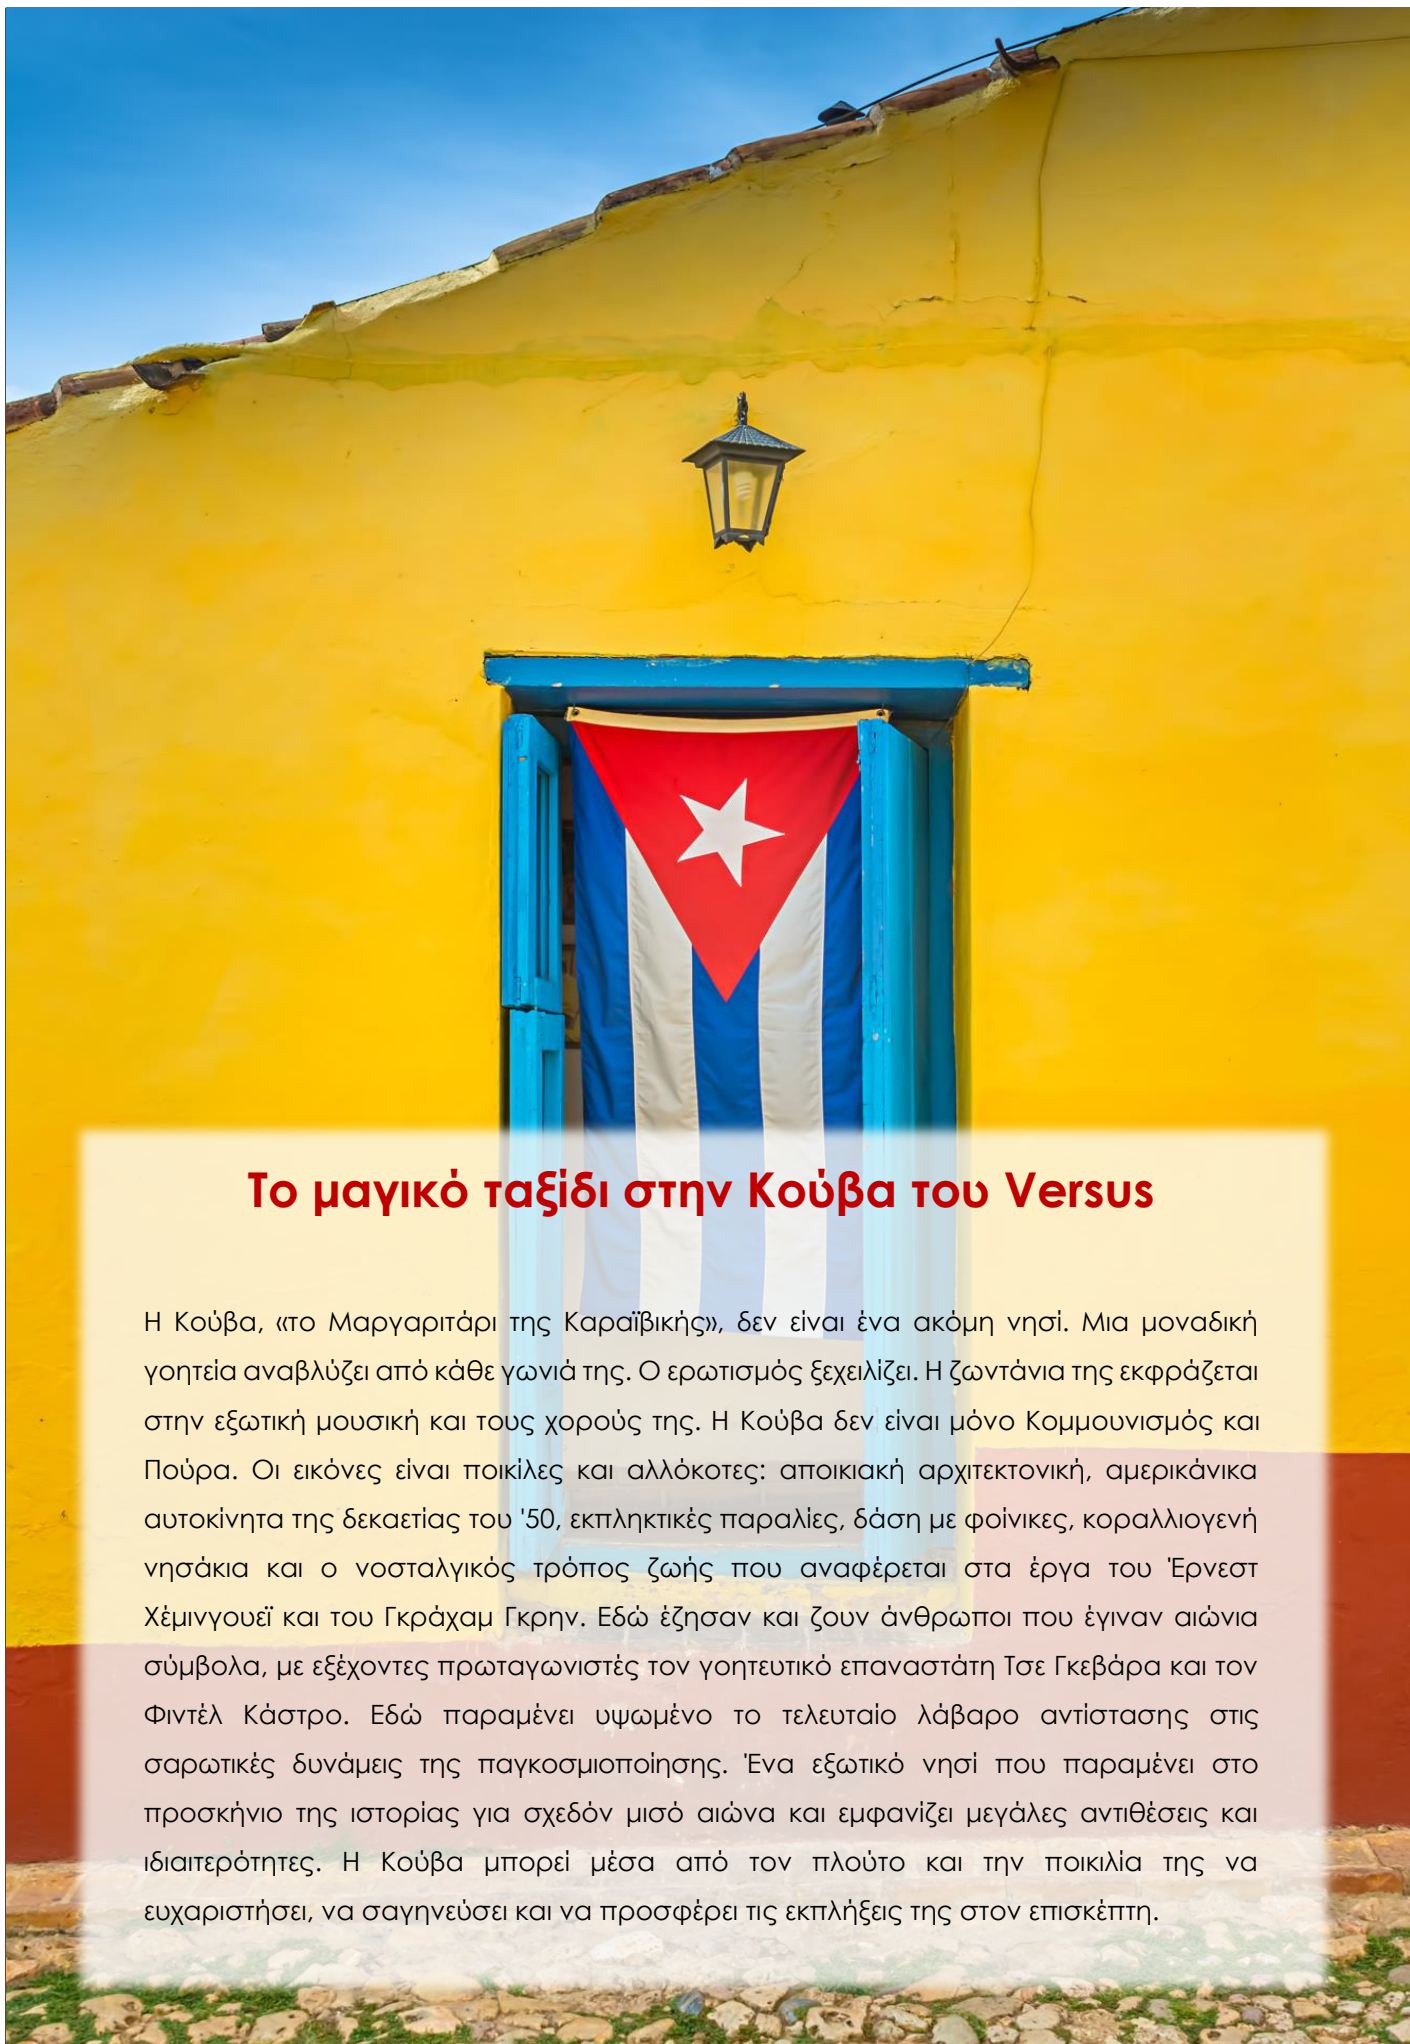 Το μαγικό ταξίδι στην Κούβα του Versus
Η Κούβα, «το Μαργαριτάρι της Καραϊβικής», δεν είναι ένα ακόμη νησί. Μια μοναδική
γοητεία αναβλύζει από κάθε γωνιά της. Ο ερωτισμός ξεχειλίζει. Η ζωντάνια της εκφράζεται
στην εξωτική μουσική και τους χορούς της. Η Κούβα δεν είναι μόνο Κομμουνισμός και
Πούρα. Οι εικόνες είναι ποικίλες και αλλόκοτες: αποικιακή αρχιτεκτονική, αμερικάνικα
αυτοκίνητα της δεκαετίας του '50, εκπληκτικές παραλίες, δάση με φοίνικες, κοραλλιογενή
νησάκια και ο νοσταλγικός τρόπος ζωής που αναφέρεται στα έργα του Έρνεστ
Χέμινγουεϊ και του Γκράχαμ Γκρην. Εδώ έζησαν και ζουν άνθρωποι που έγιναν αιώνια
σύμβολα, με εξέχοντες πρωταγωνιστές τον γοητευτικό επαναστάτη Τσε Γκεβάρα και τον
Φιντέλ Κάστρο. Εδώ παραμένει υψωμένο το τελευταίο λάβαρο αντίστασης στις
σαρωτικές δυνάμεις της παγκοσμιοποίησης. Ένα εξωτικό νησί που παραμένει στο
προσκήνιο της ιστορίας για σχεδόν μισό αιώνα και εμφανίζει μεγάλες αντιθέσεις και
ιδιαιτερότητες. Η Κούβα μπορεί μέσα από τον πλούτο και την ποικιλία της να
ευχαριστήσει, να σαγηνεύσει και να προσφέρει τις εκπλήξεις της στον επισκέπτη.